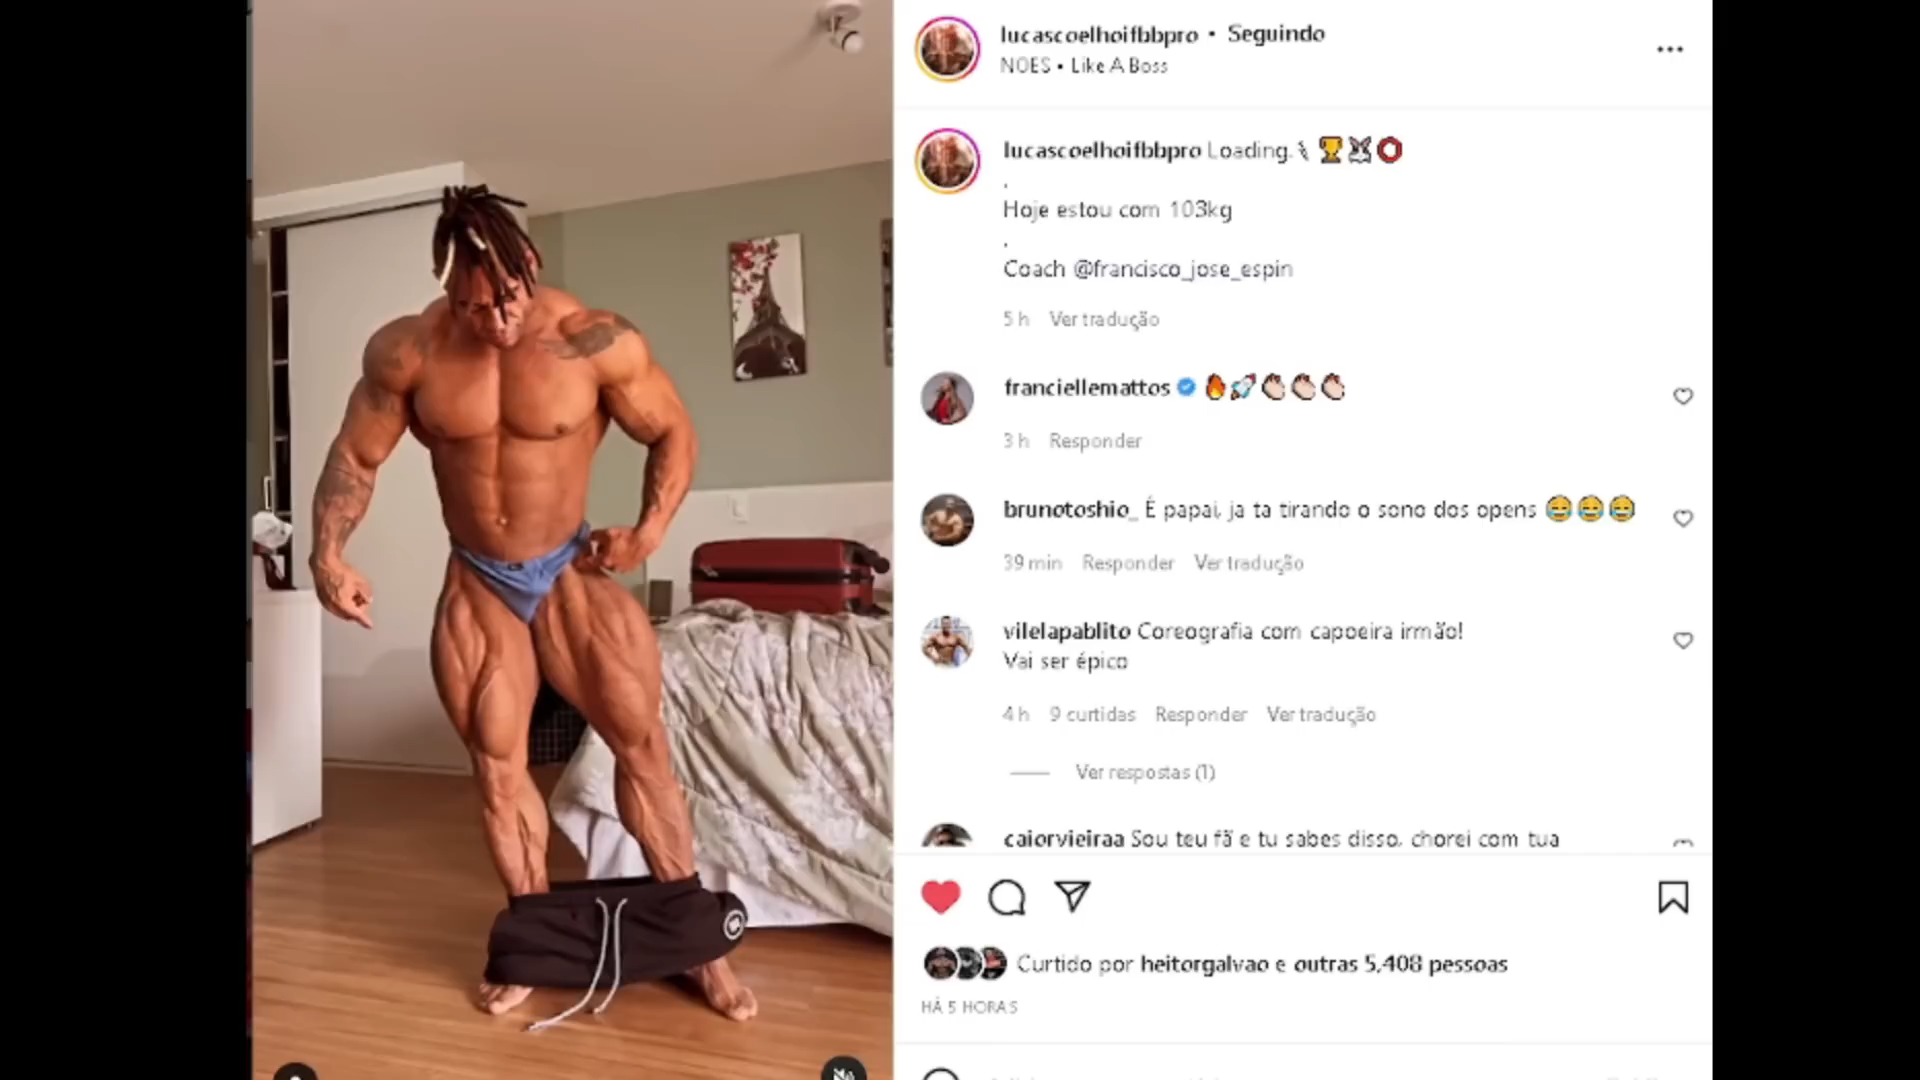 lucascoelhoifbbpro • Seguindo
NOES • Like A Boss
lucascoelhoifbbpro Loading.
.
Hoje estou com 103kg
.
Coach @francisco_jose_espin
5 h Ver tradução
franciellemattos
3 h Responder
brunotoshio_ É papai, ja ta tirando o sono dos opens 😂😂😂
39 min Responder Ver tradução
vilelapablito Coreografia com capoeira irmão!
Vai ser épico
4 h 9 curtidas Responder Ver tradução
Ver respostas (1)
caiorvieiraa Sou teu fã e tu sabes disso, chorei com tua
Curtido por heitorgalvao e outras 5.408 pessoas
HÁ 5 HORAS